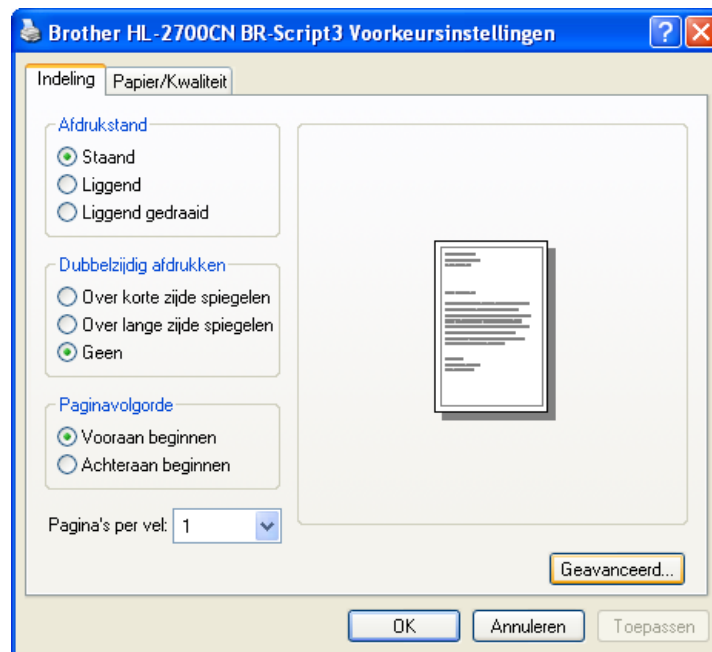 Brother HL-2700CN BR-Script3 Voorkeursinstellingen
Indeling
Papier/Kwaliteit
Afdrukstand
Staand
Liggend
Liggend gedraaid
Dubbelzijdig afdrukken
Over korte zijde spiegelen
Over lange zijde spiegelen
Geen
Paginavolgorde
Vooraan beginnen
Achteraan beginnen
Pagina's per vel: 1
Geavanceerd...
OK
Annuleren
Toepassen